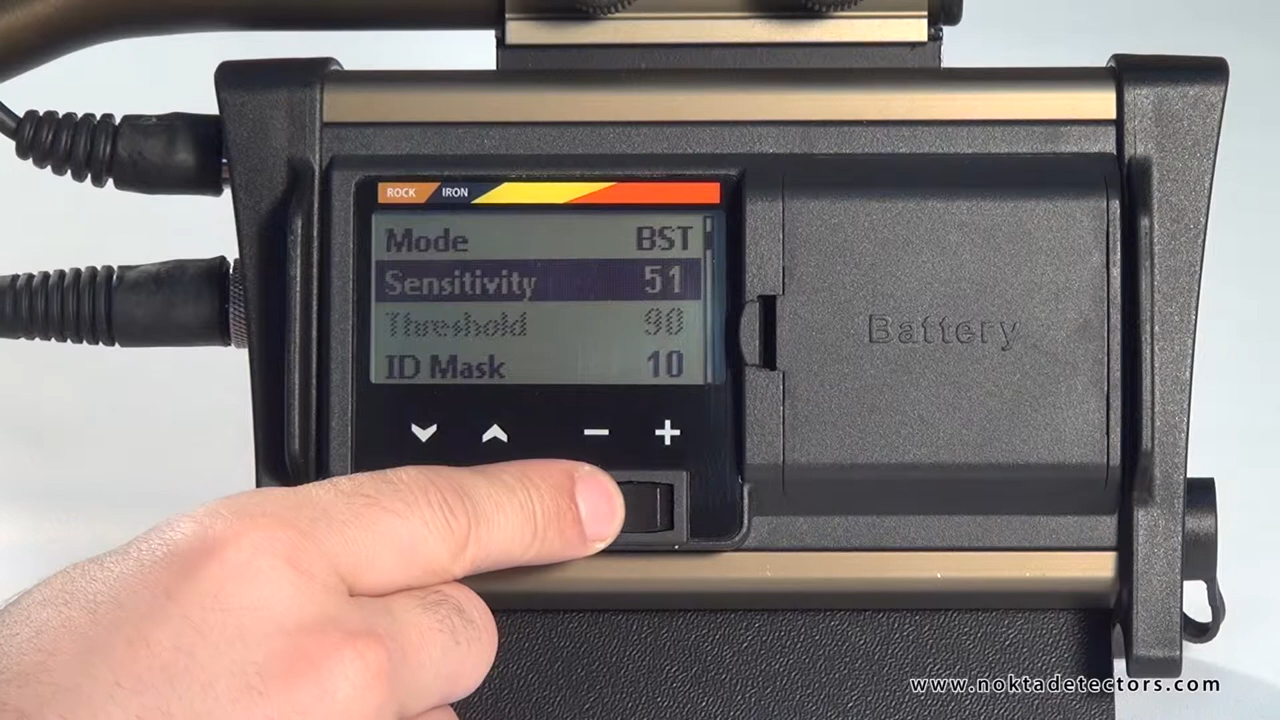 ROCK IRON
Mode BST
Sensitivity 51
Threshold 90
ID Mask 10
Battery
www.noktadetectors.com